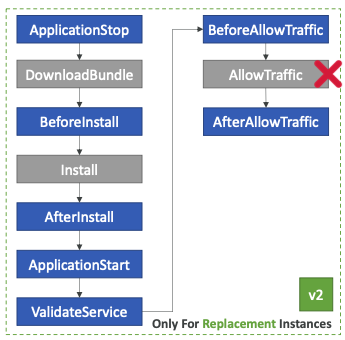 ApplicationStop
DownloadBundle
BeforeInstall
Install
AfterInstall
ApplicationStart
ValidateService
BeforeAllowTraffic
AllowTraffic
AfterAllowTraffic
v2
Only For Replacement Instances